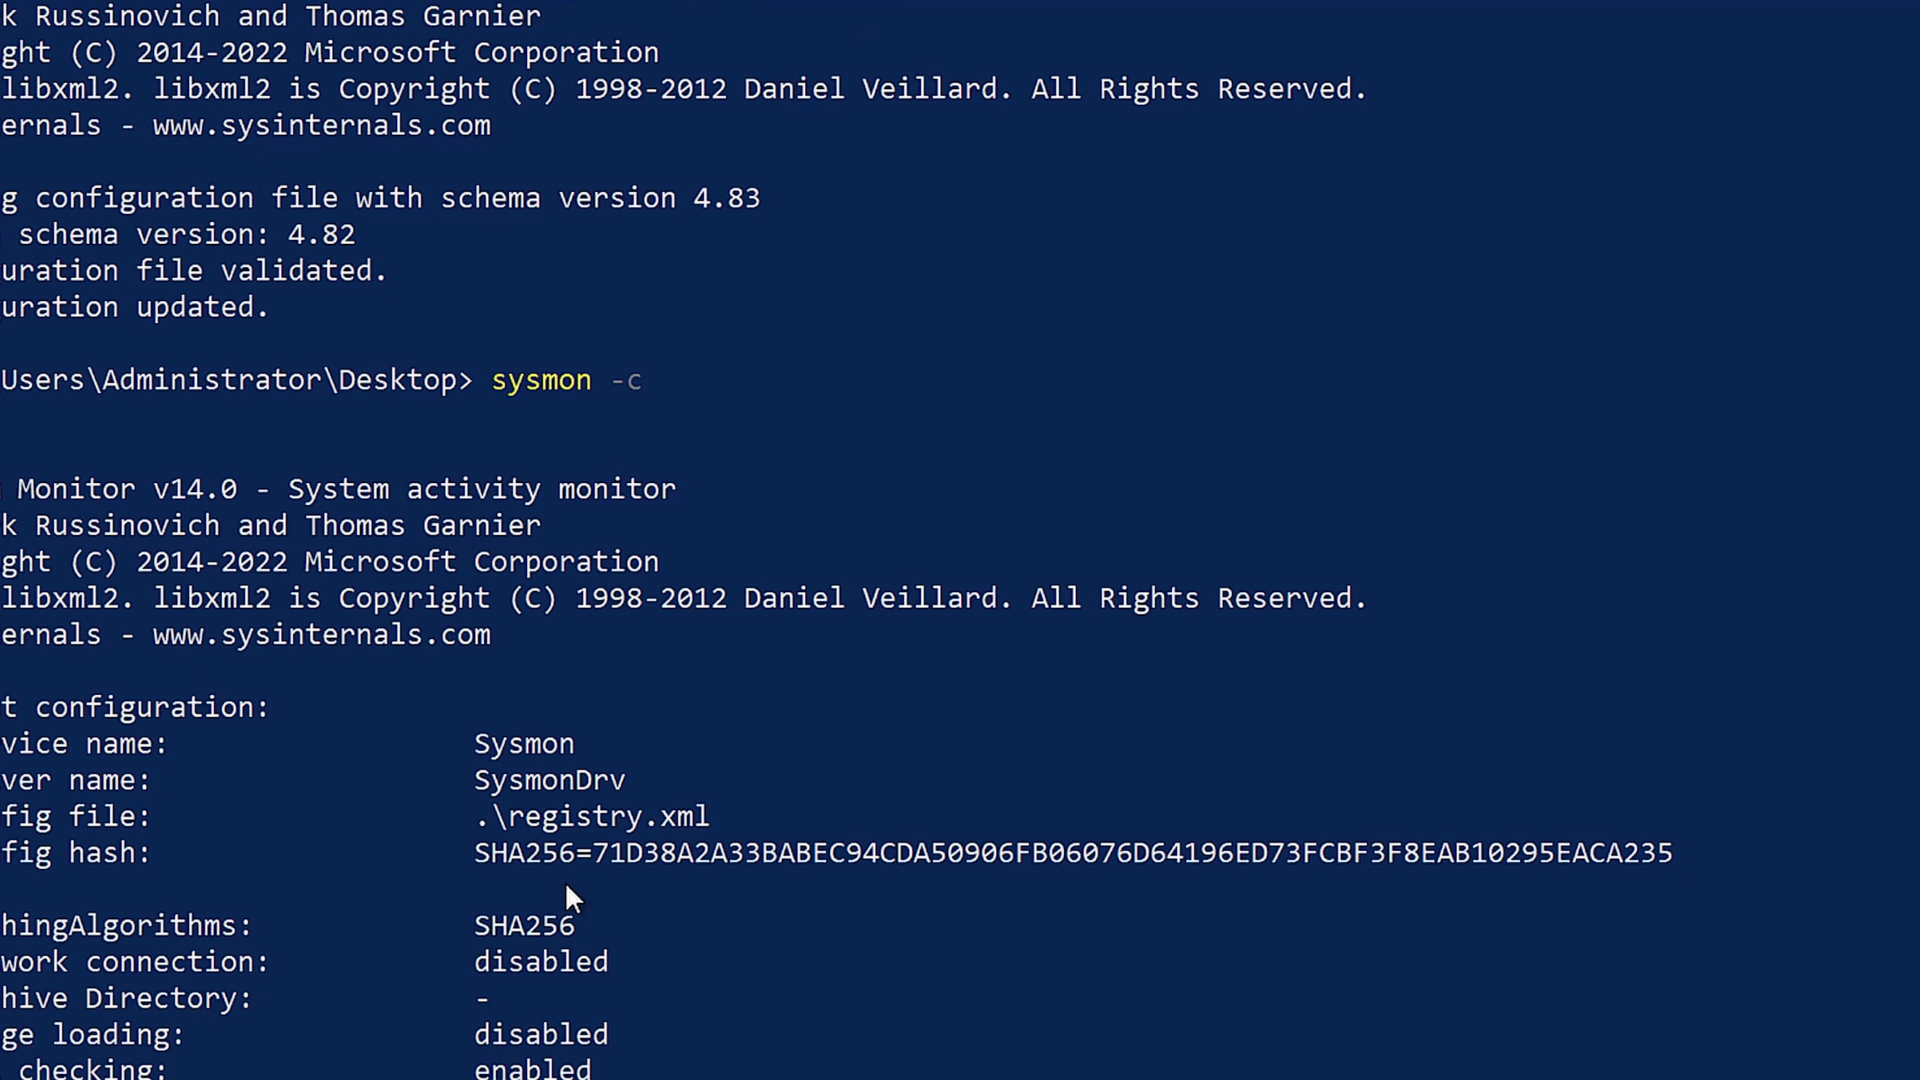 k Russinovich and Thomas Garnier
ght (C) 2014-2022 Microsoft Corporation
libxml2. libxml2 is Copyright (C) 1998-2012 Daniel Veillard. All Rights Reserved.
ernals - www.sysinternals.com
g configuration file with schema version 4.83
schema version: 4.82
uration file validated.
uration updated.
Users\Administrator\Desktop> sysmon -c
Monitor v14.0 - System activity monitor
k Russinovich and Thomas Garnier
ght (C) 2014-2022 Microsoft Corporation
libxml2. libxml2 is Copyright (C) 1998-2012 Daniel Veillard. All Rights Reserved.
ernals - www.sysinternals.com
t configuration:
vice name: Sysmon
ver name: SysmonDrv
fig file: .\registry.xml
fig hash: SHA256=71D38A2A33BABEC94CDA50906FB06076D64196ED73FCBF3F8EAB10295EACA235
hingAlgorithms: SHA256
work connection: disabled
hive Directory: -
ge loading: disabled
checking: enabled